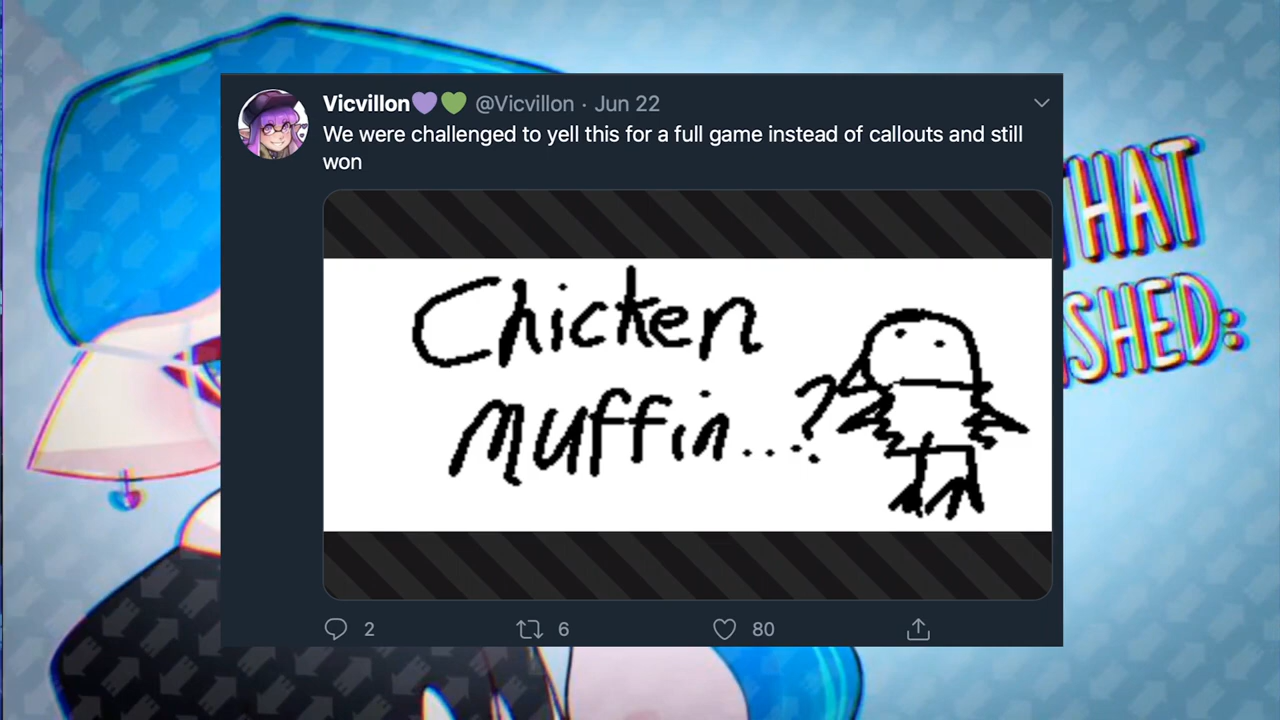 Vicvillon💜💚 @Vicvillon · Jun 22
We were challenged to yell this for a full game instead of callouts and still
won
Chicken
muffin...?
2 6 80
HAT
SHED: